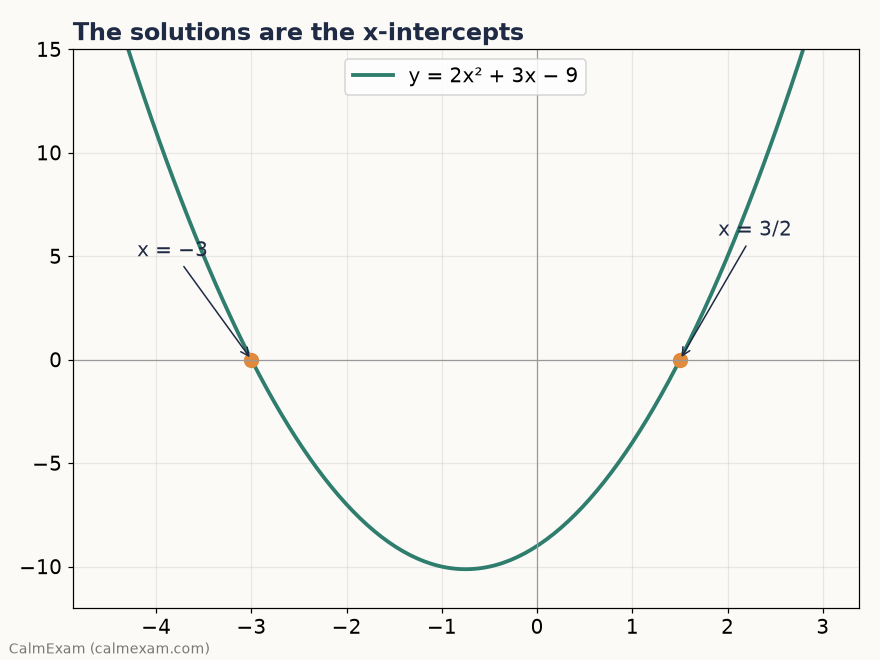 The solutions are the x-intercepts
y = 2x² + 3x − 9
15
10
5
0
−5
−10
x = −3
x = 3/2
−4 −3 −2 −1 0 1 2 3
CalmExam (calmexam.com)